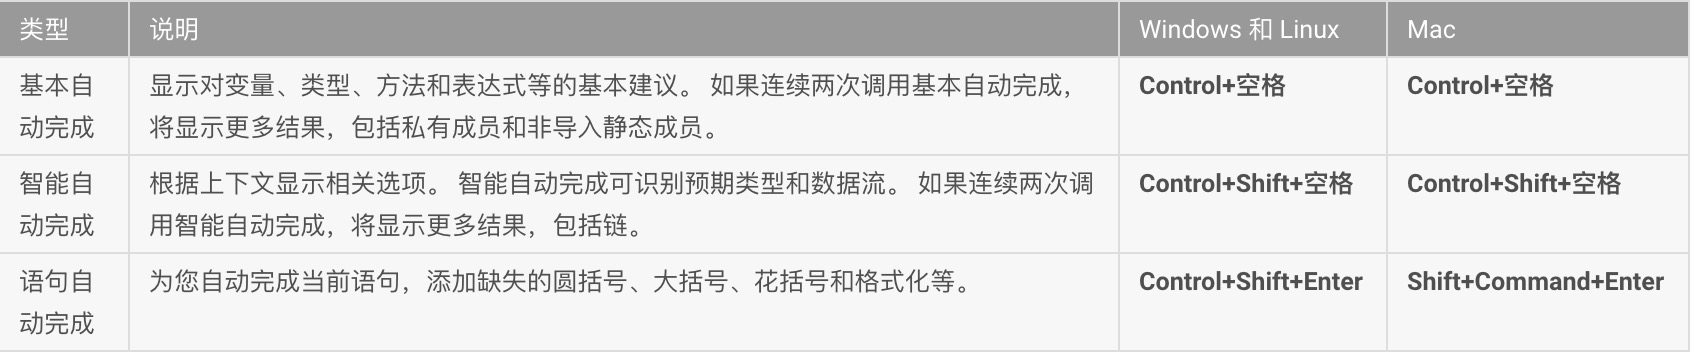 类型 说明 Windows 和 Linux Mac
基本自 显示对变量、类型、方法和表达式等的基本建议。 如果连续两次调用基本自动完成， Control+空格 Control+空格
动完成 将显示更多结果，包括私有成员和非导入静态成员。
智能自 根据上下文显示相关选项。 智能自动完成可识别预期类型和数据流。 如果连续两次调 Control+Shift+空格 Control+Shift+空格
动完成 用智能自动完成，将显示更多结果，包括链。
语句自 为您自动完成当前语句，添加缺失的圆括号、大括号、花括号和格式化等。 Control+Shift+Enter Shift+Command+Enter
动完成